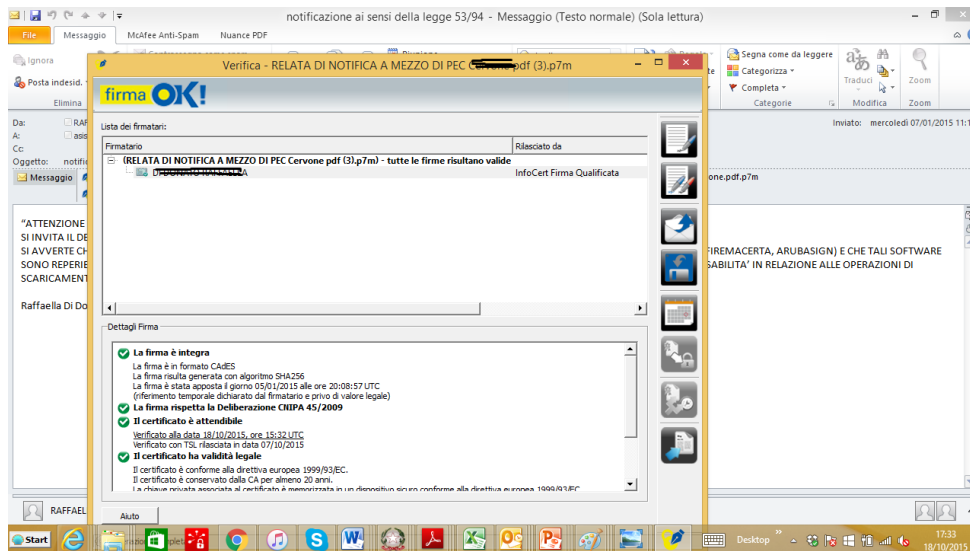 notificazione ai sensi della legge 53/94 - Messaggio (Testo normale) (Sola lettura)
File Messaggio McAfee Anti-Spam Nuance PDF
Ignora
Posta indesid.
Elimina
Segna come da leggere
Categorizza
Completa
Categorie
Traduci
Modifica
Zoom
Zoom
Da:
A:
Cc:
Oggetto:
Inviato: mercoledì 07/01/2015
Messaggio
one.pdf.p7m
"ATTENZIONE
SI INVITA IL DE
SI AVVERTE CH
FIREMACERTA, ARUBASIGN) E CHE TALI SOFTWARE
SONO REPERIE
SABILITA' IN RELAZIONE ALLE OPERAZIONI DI
SCARICAMENT
Raffaella Di Do
RAFFAEL
Verifica - RELATA DI NOTIFICA A MEZZO DI PEC pdf (3).p7m
firma OK!
Lista dei firmatari:
Firmatario Rilasciato da
(RELATA DI NOTIFICA A MEZZO DI PEC Cervone pdf (3).p7m) - tutte le firme risultano valide
InfoCert Firma Qualificata
Dettagli Firma
La firma è integra
La firma è in formato CAdES
La firma risulta generata con algoritmo SHA256
La firma è stata apposta il giorno 05/01/2015 alle ore 20:08:57 UTC
(riferimento temporale dichiarato dal firmatario e privo di valore legale)
La firma rispetta la Deliberazione CNIPA 45/2009
Il certificato è attendibile
Verificato alla data 18/10/2015, ore 15:32 UTC
Verificato con TSL rilasciata in data 07/10/2015
Il certificato ha validità legale
Il certificato è conforme alla direttiva europea 1999/93/EC.
Il certificato è conservato dalla CA per almeno 20 anni.
La chiave privata associata al certificato è memorizzata in un dispositivo sicuro conforme alla direttiva europea 1999/93/EC
Aiuto
Start
Desktop
17:33
18/10/2015